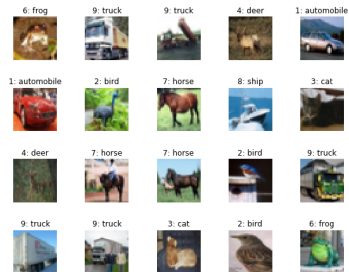 6: frog 9: truck 9: truck 4: deer 1: automobile
1: automobile 2: bird 7: horse 8: ship 3: cat
4: deer 7: horse 7: horse 2: bird 9: truck
9: truck 9: truck 3: cat 2: bird 6: frog